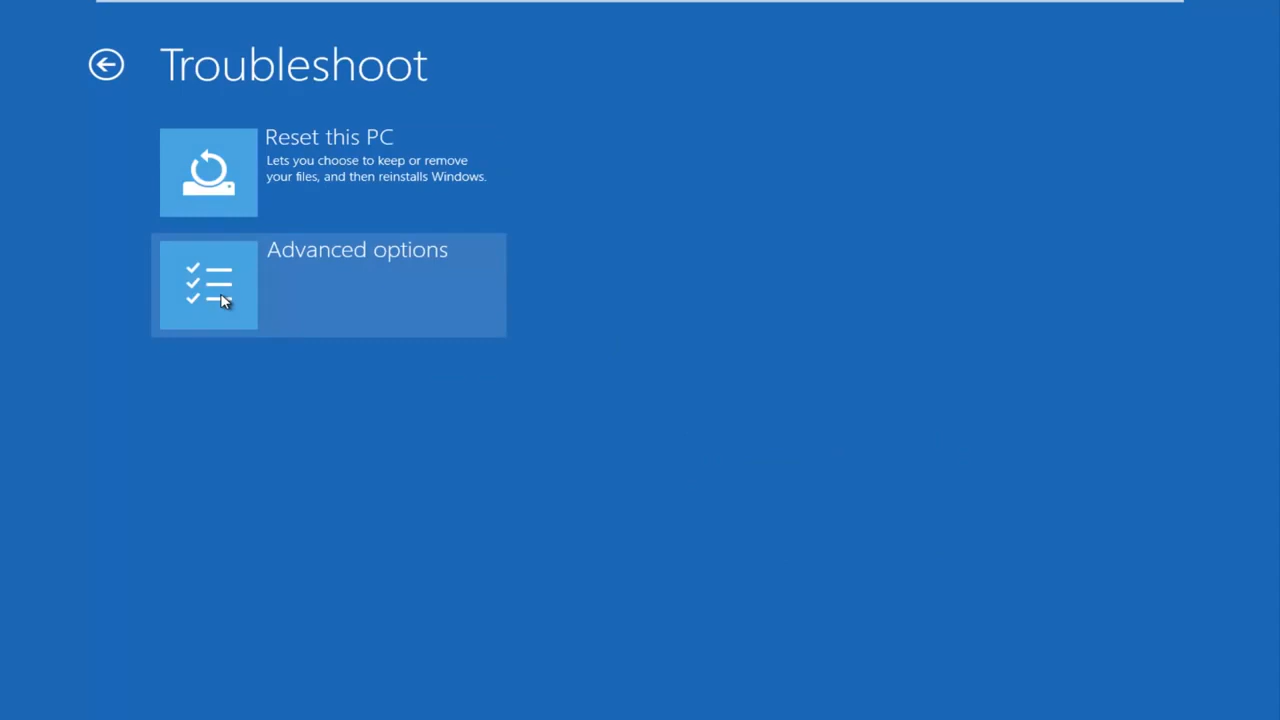 Troubleshoot
Reset this PC
Lets you choose to keep or remove
your files, and then reinstalls Windows.
Advanced options